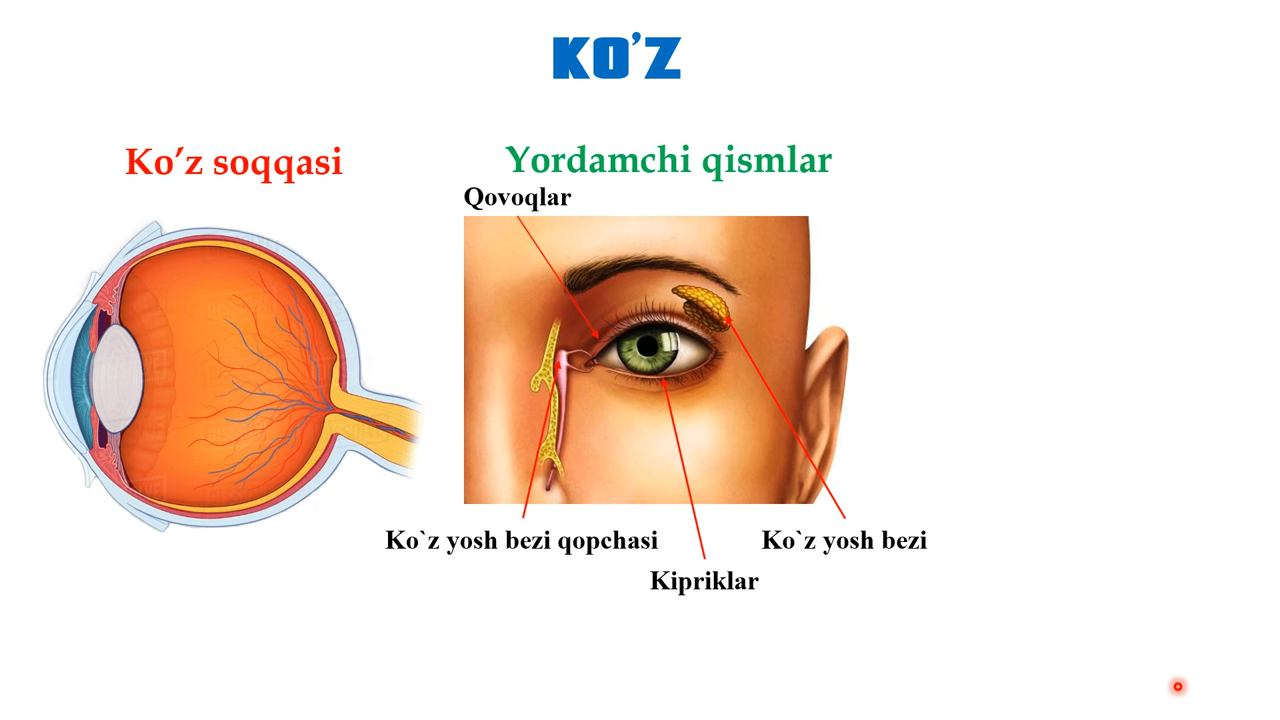 KO’Z
Ko’z soqqasi
Yordamchi qismlar
Qovoqlar
Ko`z yosh bezi qopchasi
Ko`z yosh bezi
Kipriklar